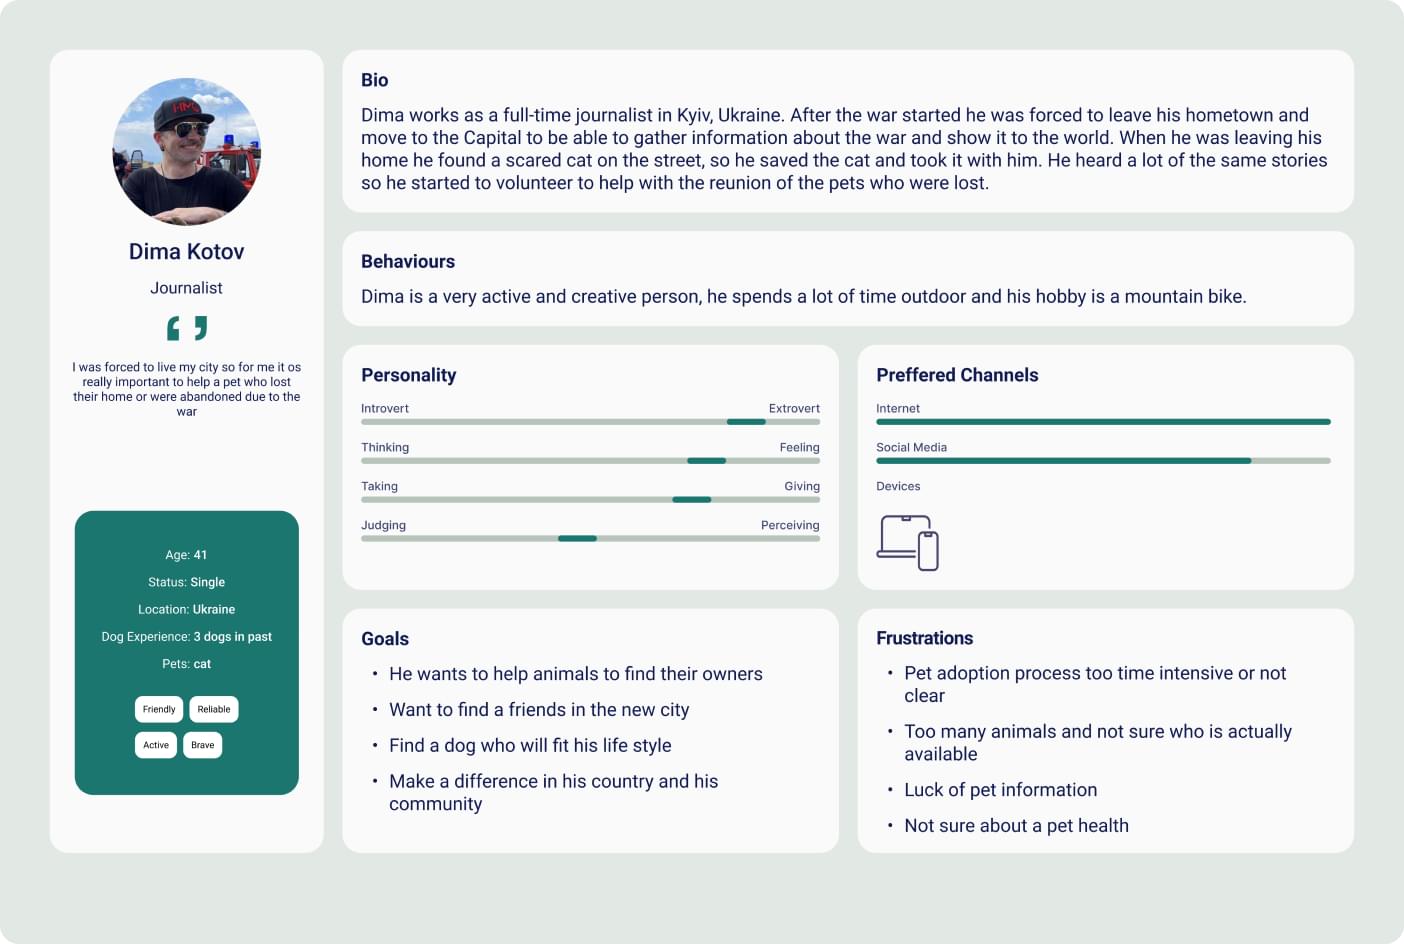 Dima Kotov
Journalist
I was forced to live my city so for me it os
really important to help a pet who lost
their home or were abandoned due to the
war
Age: 41
Status: Single
Location: Ukraine
Dog Experience: 3 dogs in past
Pets: cat
Friendly Reliable
Active Brave
Bio
Dima works as a full-time journalist in Kyiv, Ukraine. After the war started he was forced to leave his hometown and
move to the Capital to be able to gather information about the war and show it to the world. When he was leaving his
home he found a scared cat on the street, so he saved the cat and took it with him. He heard a lot of the same stories
so he started to volunteer to help with the reunion of the pets who were lost.
Behaviours
Dima is a very active and creative person, he spends a lot of time outdoor and his hobby is a mountain bike.
Personality
Introvert Extrovert
Thinking Feeling
Taking Giving
Judging Perceiving
Preffered Channels
Internet
Social Media
Devices
Goals
• He wants to help animals to find their owners
• Want to find a friends in the new city
• Find a dog who will fit his life style
• Make a difference in his country and his
community
Frustrations
• Pet adoption process too time intensive or not
clear
• Too many animals and not sure who is actually
available
• Luck of pet information
• Not sure about a pet health